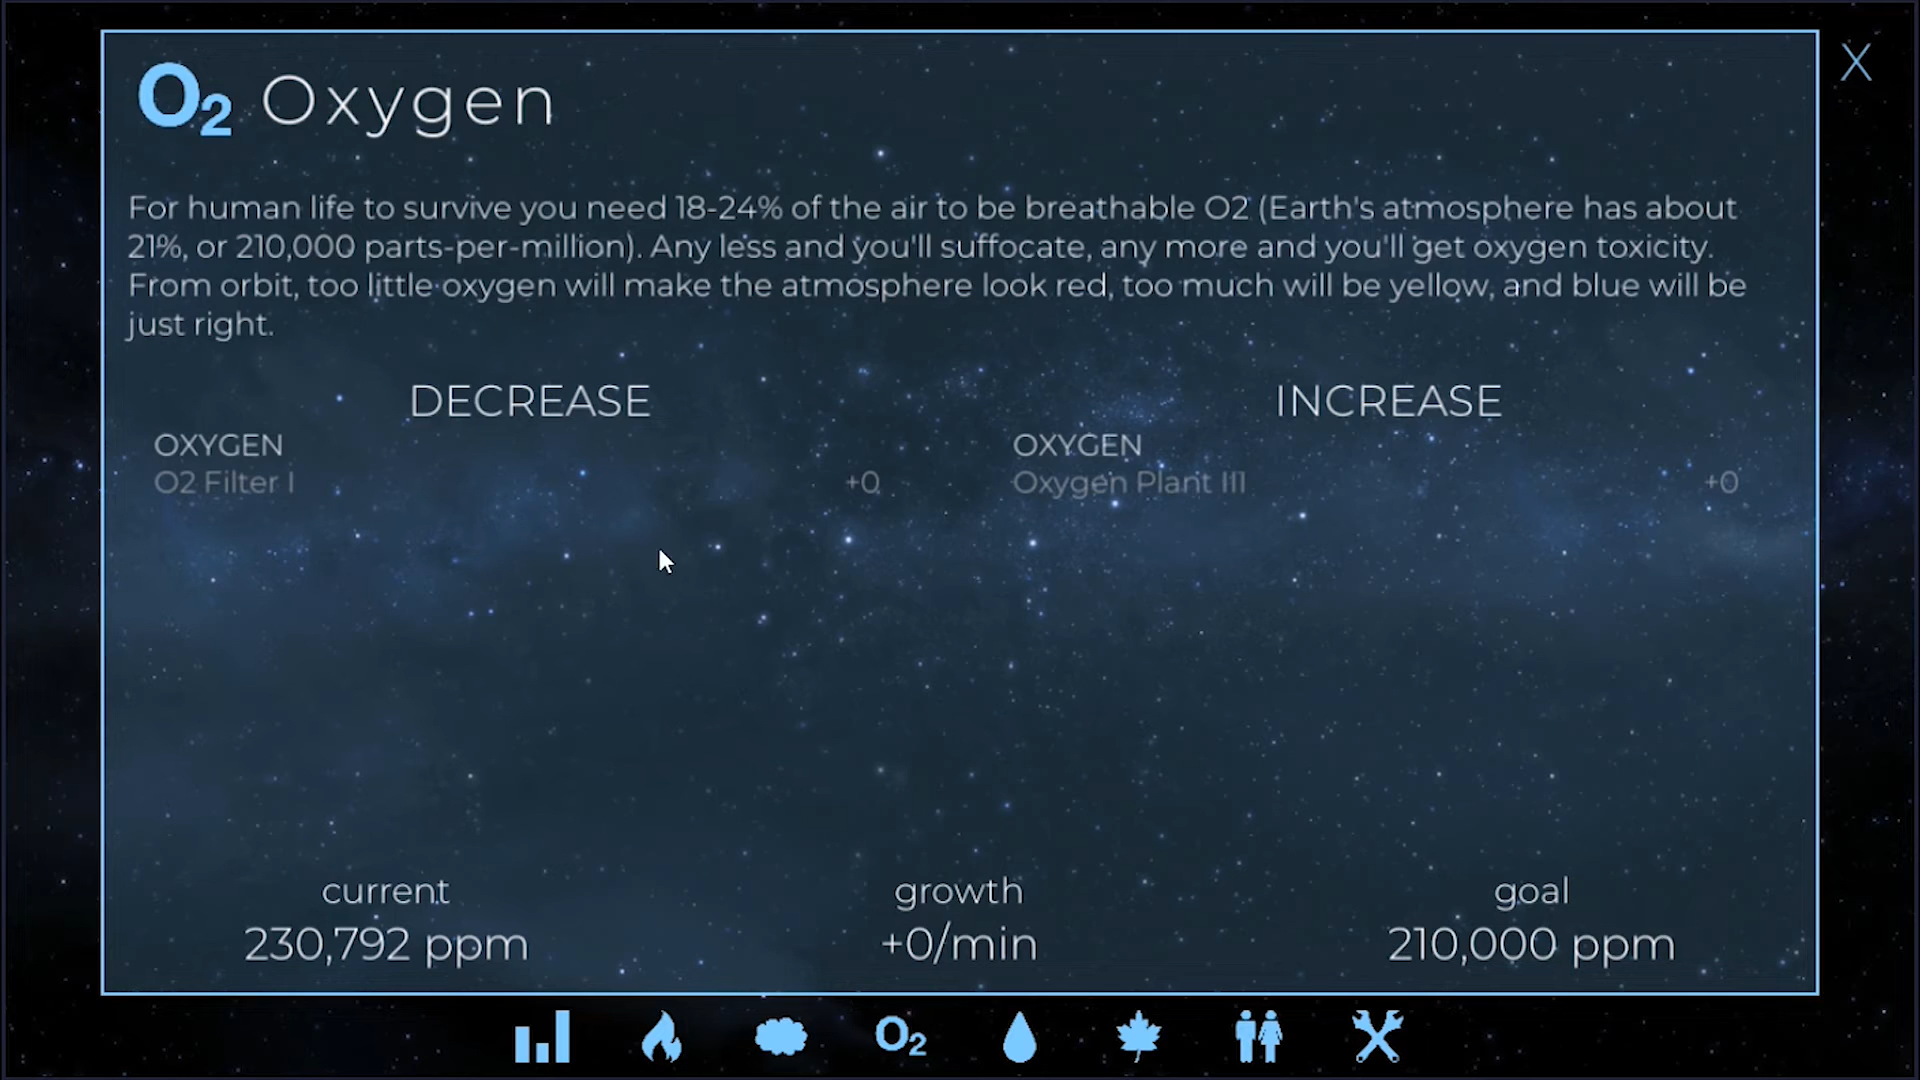 O2 Oxygen
For human life to survive you need 18-24% of the air to be breathable O2 (Earth's atmosphere has about
21%, or 210,000 parts-per-million). Any less and you'll suffocate, any more and you'll get oxygen toxicity.
From orbit, too little oxygen will make the atmosphere look red, too much will be yellow, and blue will be
just right.
DECREASE
OXYGEN
O2 Filter I +0
INCREASE
OXYGEN
Oxygen Plant III +0
current
230,792 ppm
growth
+0/min
goal
210,000 ppm
X
O2